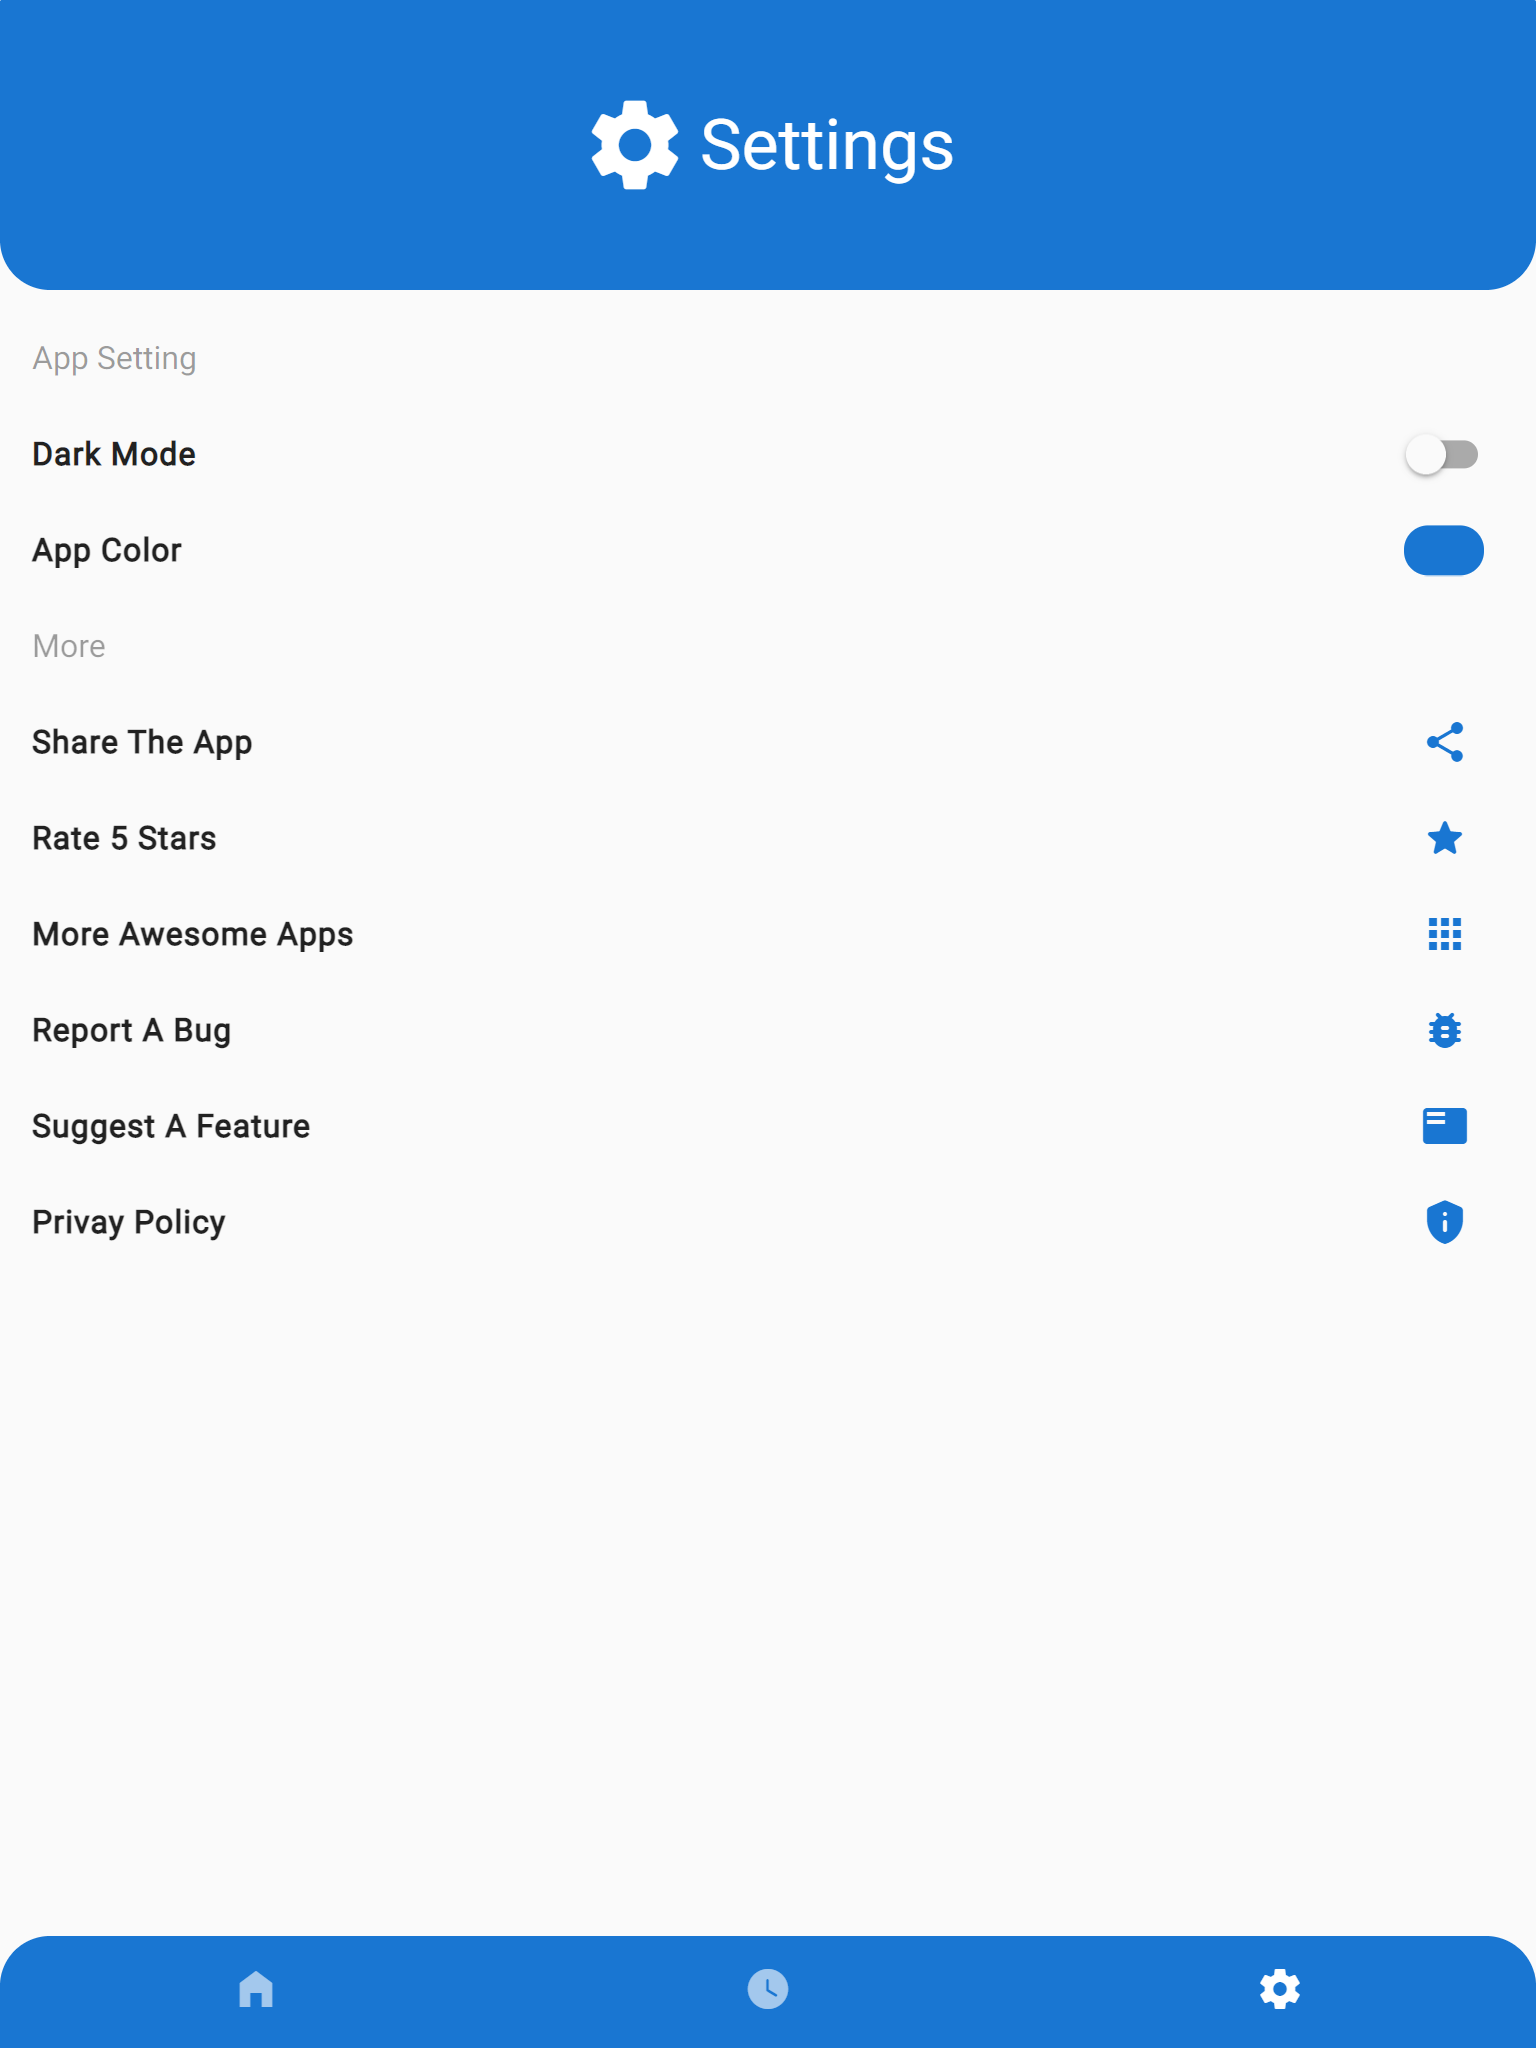 Settings
App Setting
Dark Mode
App Color
More
Share The App
Rate 5 Stars
More Awesome Apps
Report A Bug
Suggest A Feature
Privay Policy